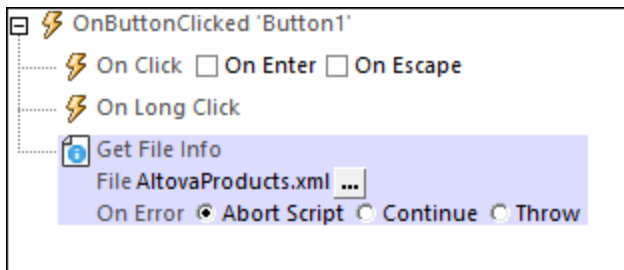 OnButtonClicked 'Button1'
On Click On Enter On Escape
On Long Click
Get File Info
File AltovaProducts.xml ...
On Error Abort Script Continue Throw